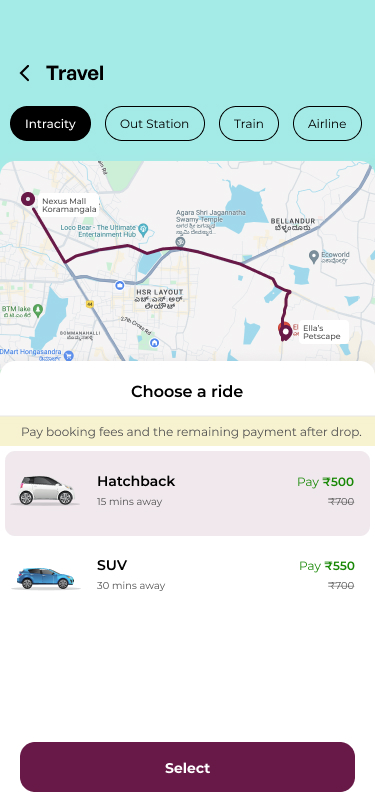 Travel
Intracity
Out Station
Train
Airline
Nexus Mall
Koramangala
Loco Bear - The Ultimate
Entertainment Hub
Agara Shri Jagannatha
Swamy Temple
BELLANDUR
ಬೆಳ್ಳಂದೂರು
Ecoworld
HSR LAYOUT
ಎಚ್.ಎಸ್.ಆರ್.
ಲೇಔಟ್
27th Cross Rd
BTM lake
BOMMANAHALLI
DMart Hongasandra
Ella's
Petscape
Choose a ride
Pay booking fees and the remaining payment after drop.
Hatchback
Pay ₹500
15 mins away
₹700
SUV
Pay ₹550
30 mins away
₹700
Select